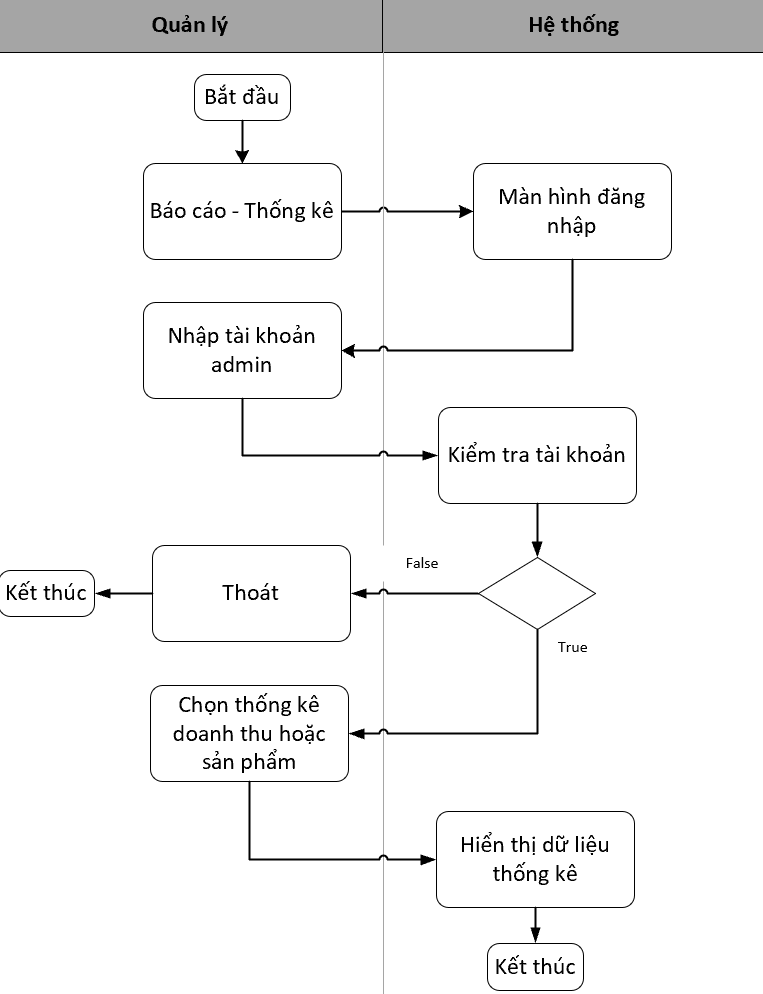 Quản lý
Hệ thống
Bắt đầu
Báo cáo - Thống kê
Màn hình đăng
nhập
Nhập tài khoản
admin
Kiểm tra tài khoản
False
Kết thúc
Thoát
True
Chọn thống kê
doanh thu hoặc
sản phẩm
Hiển thị dữ liệu
thống kê
Kết thúc